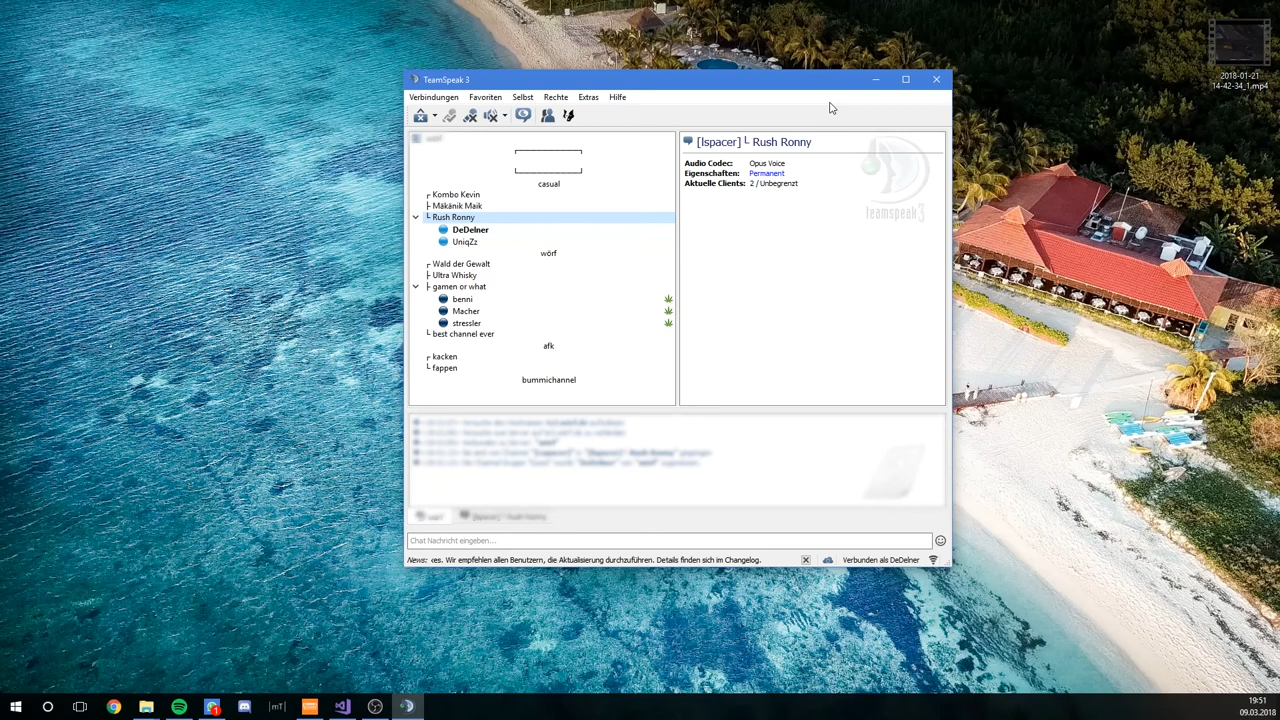 2018-01-21
14-42-34_1.mp4
TeamSpeak 3
Verbindungen Favoriten Selbst Rechte Extras Hilfe
casual
┌ Kombo Kevin
├ Mäkänik Maik
└ Rush Ronny
DeDelner
UniqZz
wörf
┌ Wald der Gewalt
├ Ultra Whisky
├ gamen or what
benni
Macher
stressler
└ best channel ever
afk
┌ kacken
└ fappen
bummichannel
[lspacer] └ Rush Ronny
Audio Codec: Opus Voice
Eigenschaften: Permanent
Aktuelle Clients: 2 / Unbegrenzt
teamspeak3
Chat Nachricht eingeben...
News: :es. Wir empfehlen allen Benutzern, die Aktualisierung durchzuführen. Details finden sich im Changelog.
Verbunden als DeDelner
1
|mT|
19:51
09.03.2018